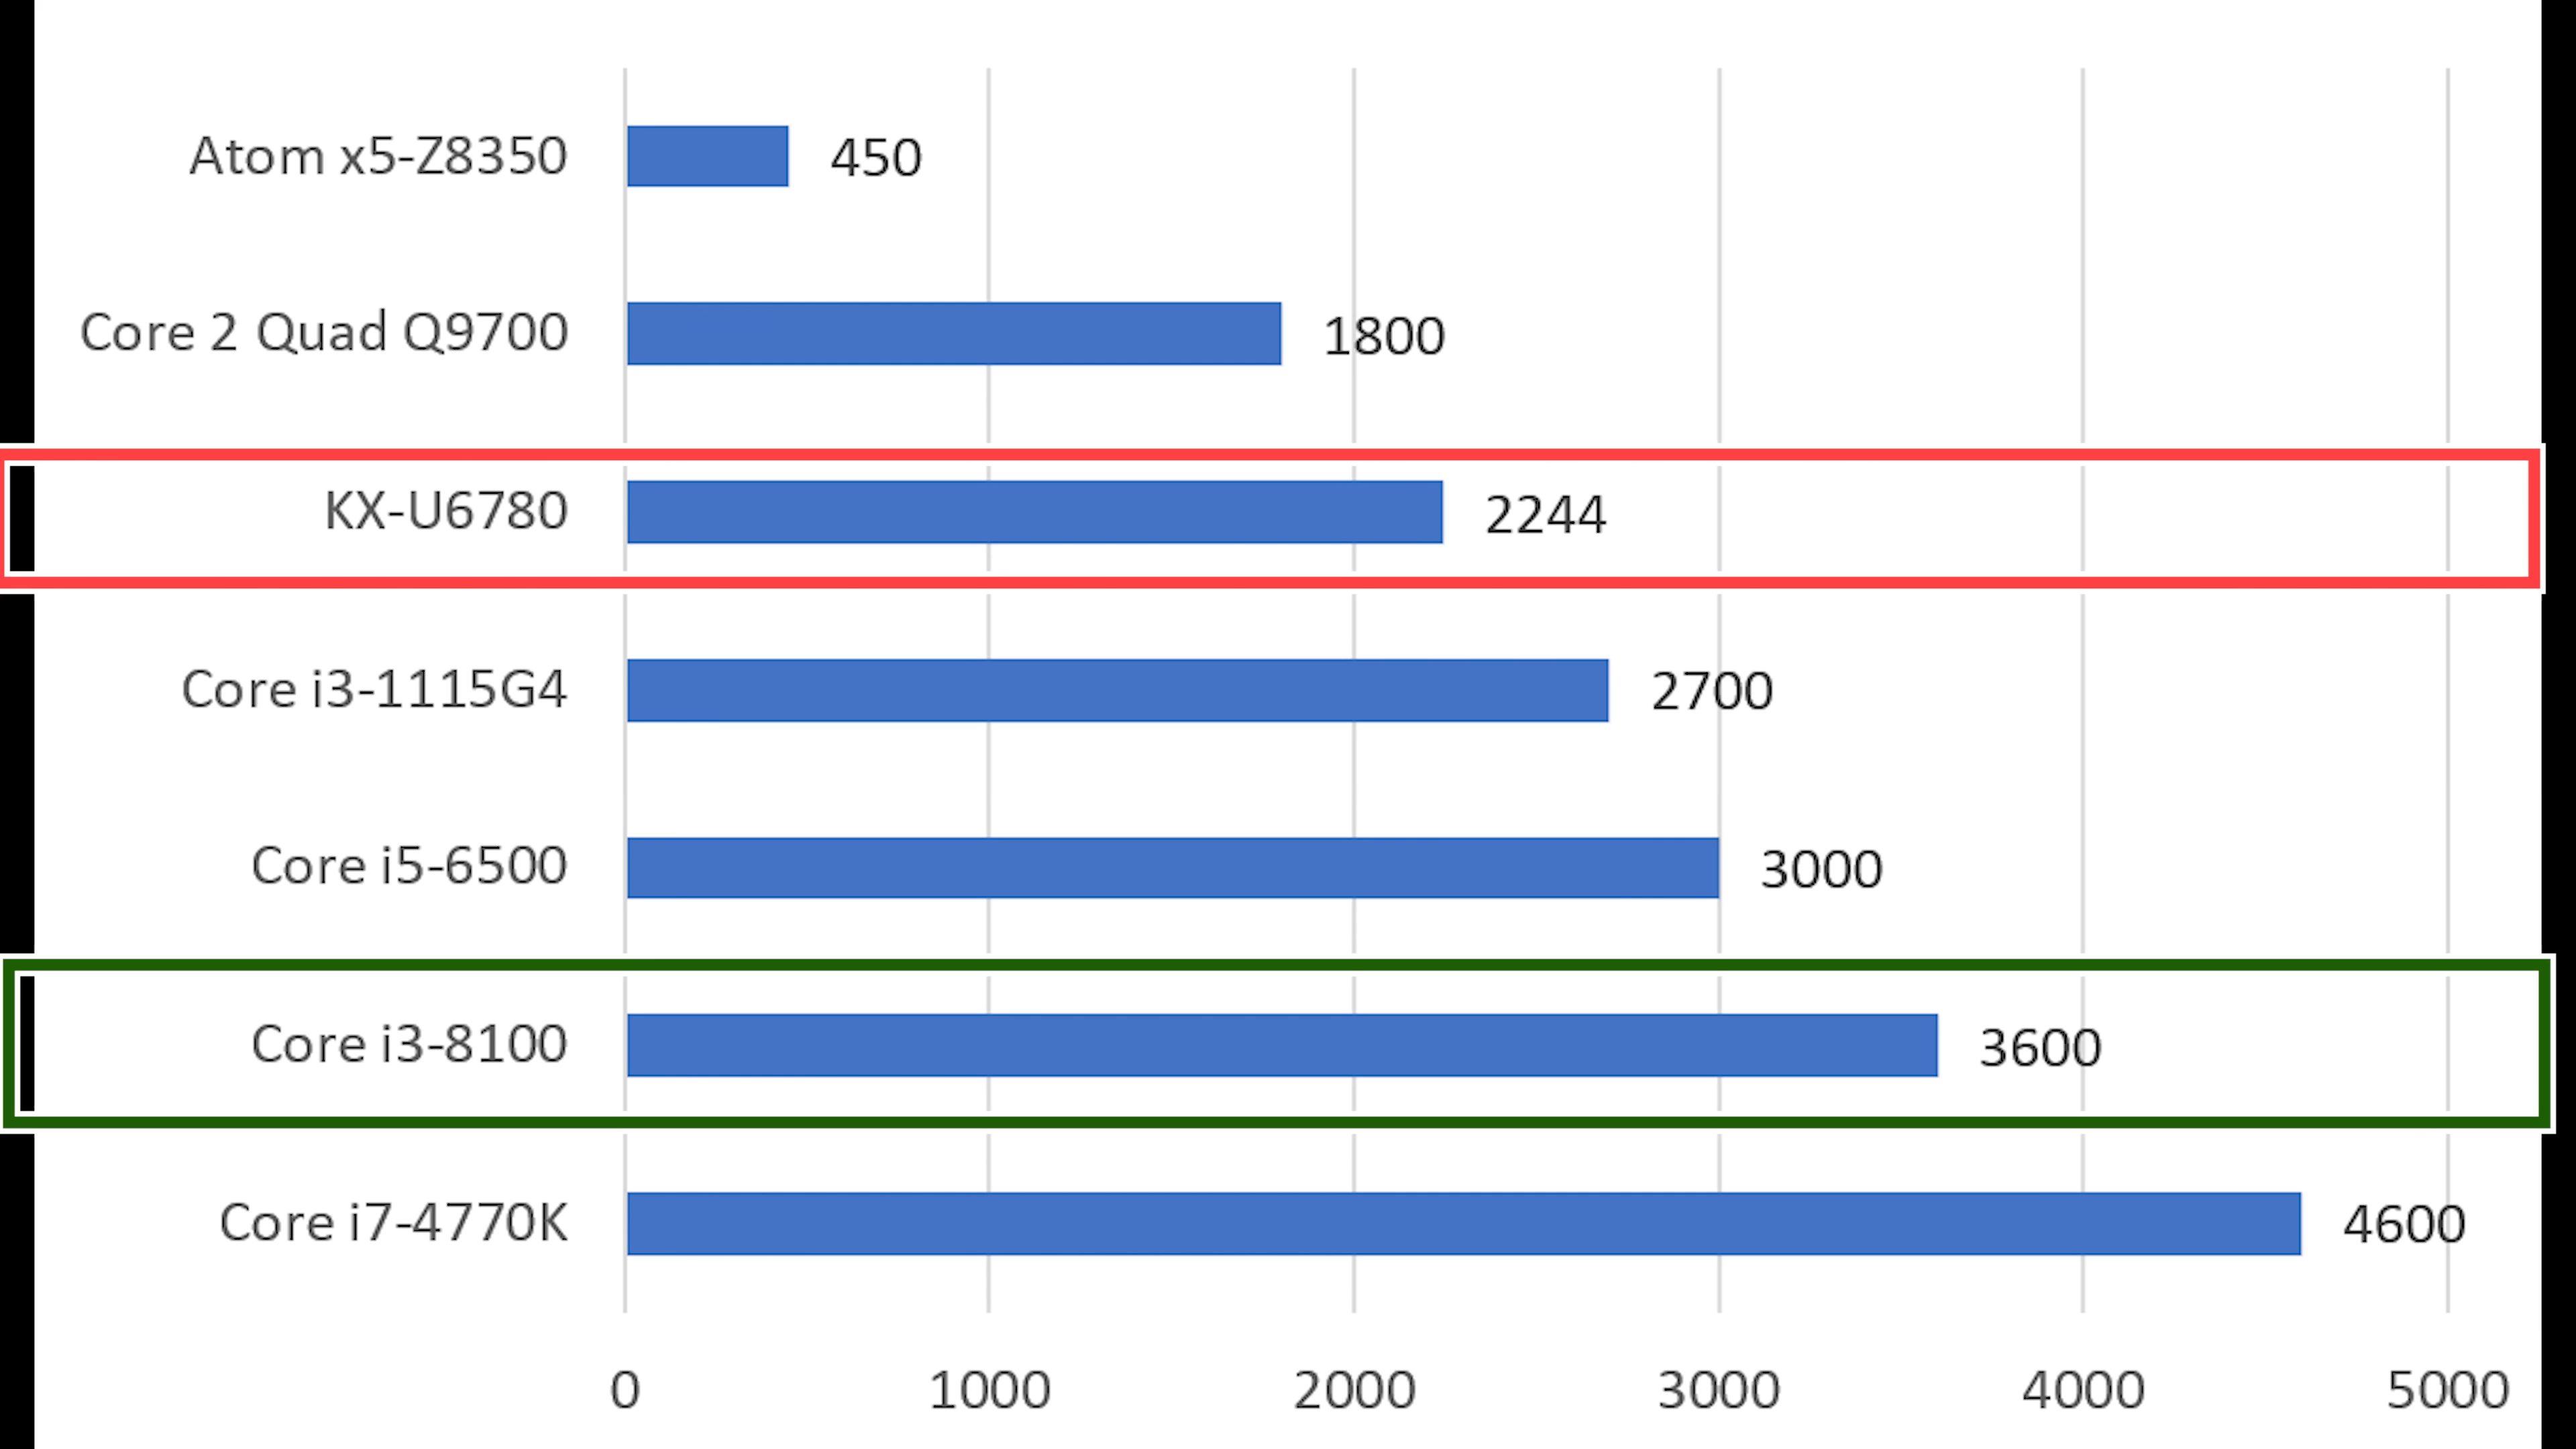 Atom x5-Z8350 450
Core 2 Quad Q9700 1800
KX-U6780 2244
Core i3-1115G4 2700
Core i5-6500 3000
Core i3-8100 3600
Core i7-4770K 4600
0 1000 2000 3000 4000 5000